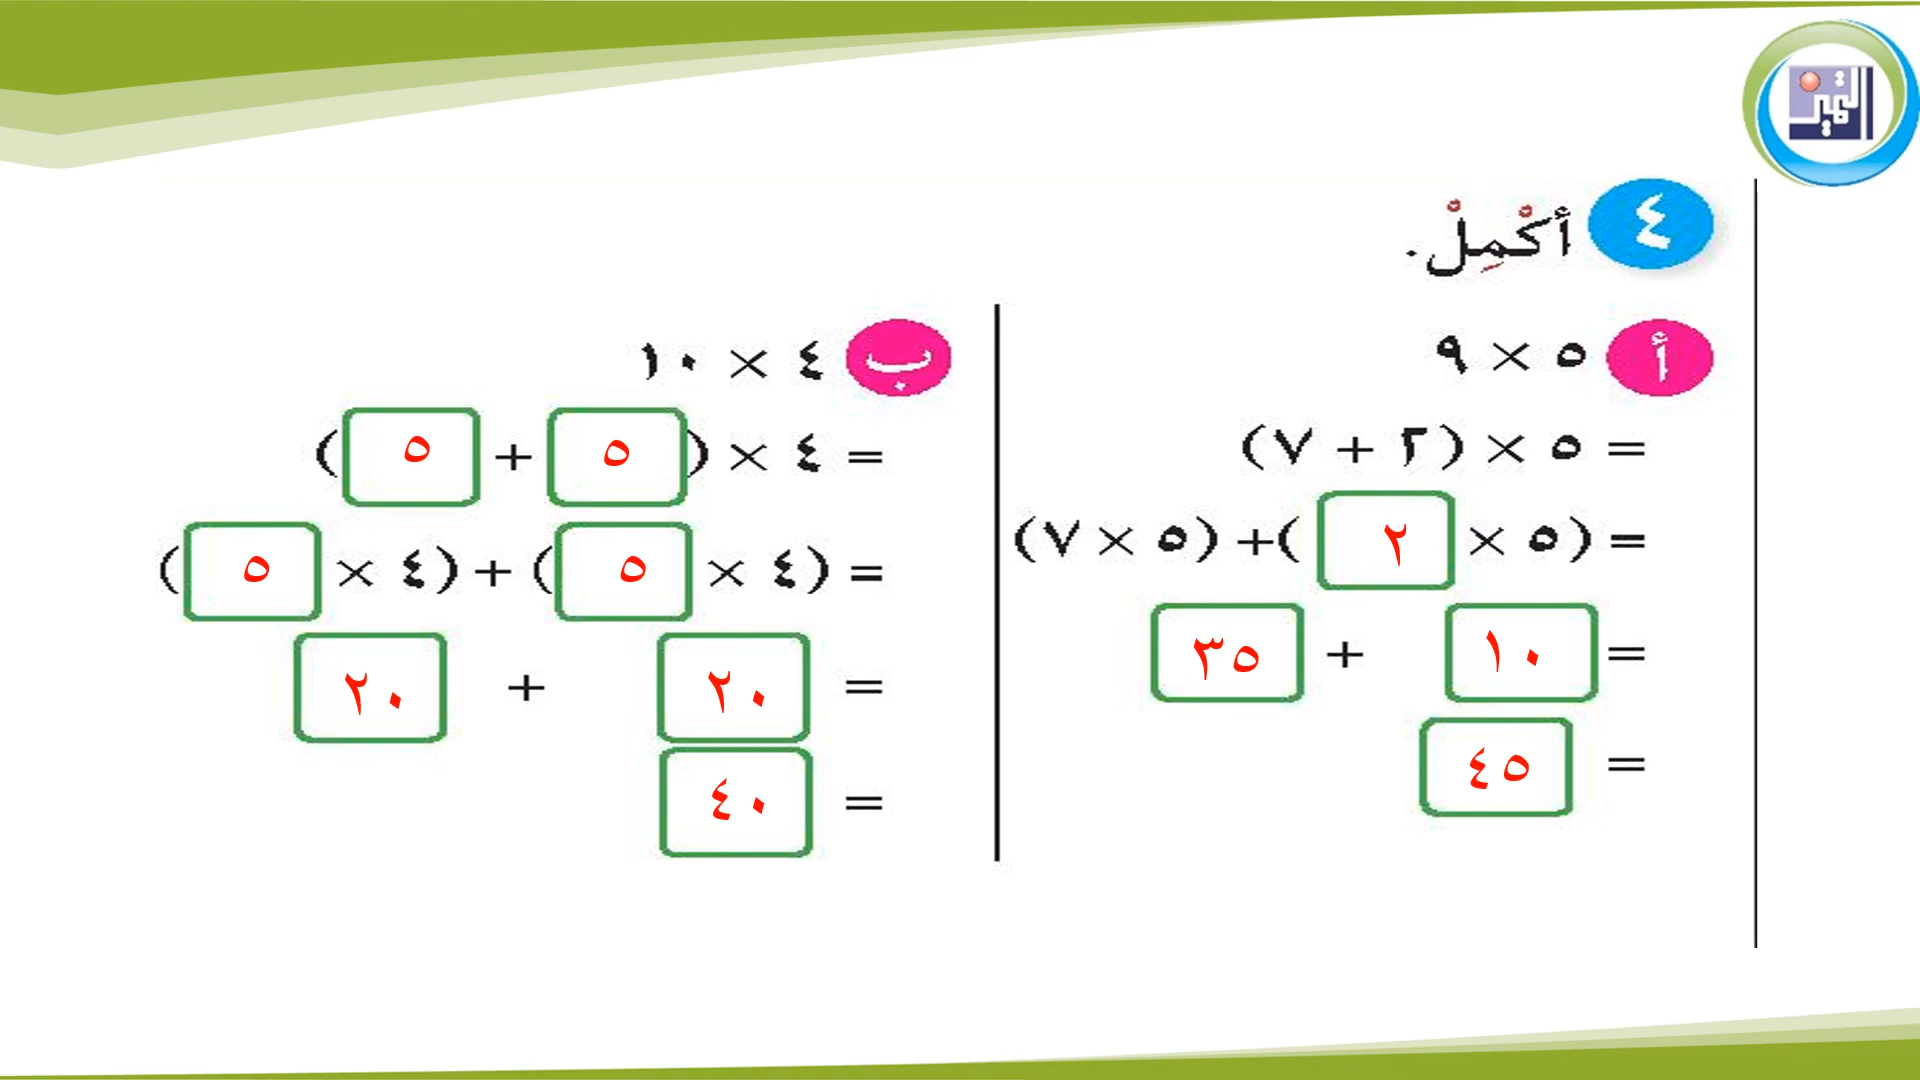 التميز
٤ أكْمِلْ.
أ ٥ × ٩
= ٥ × (٢ + ٧)
= (٥ × ٢) + (٥ × ٧)
= ١٠ + ٣٥
= ٤٥
ب ٤ × ١٠
= ٤ × (٥ + ٥)
= (٤ × ٥) + (٤ × ٥)
= ٢٠ + ٢٠
= ٤٠